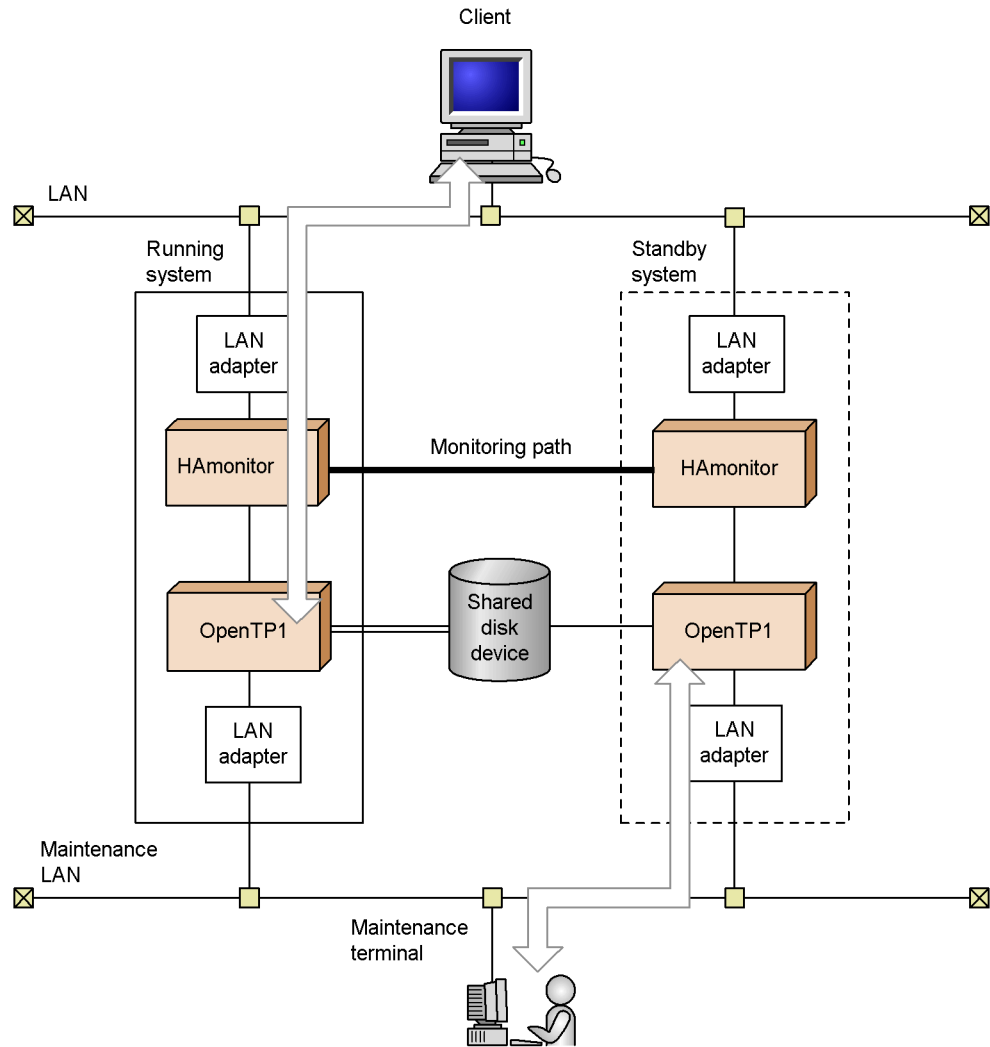 Client
LAN
Running
system
Standby
system
LAN
adapter
LAN
adapter
HAmonitor
Monitoring path
HAmonitor
OpenTP1
Shared
disk
device
OpenTP1
LAN
adapter
LAN
adapter
Maintenance
LAN
Maintenance
terminal